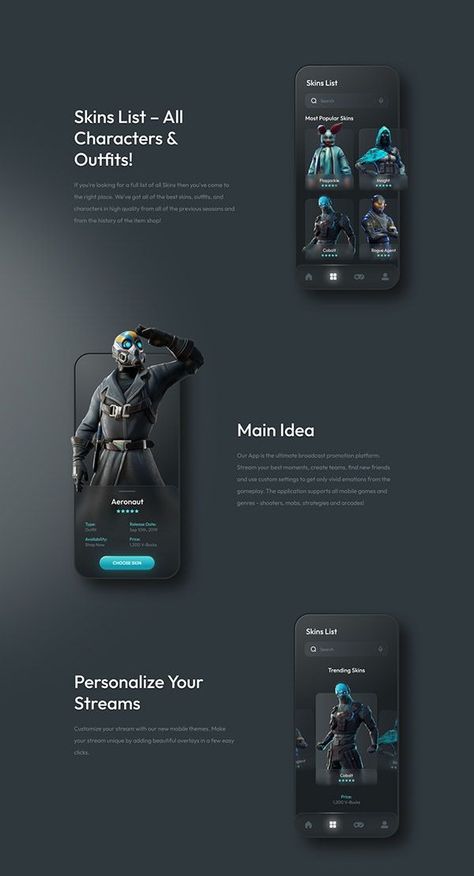 Skins List – All
Characters &
Outfits!
If you're looking for a full list of all Skins then you've come to
the right place. We've got all of the best skins, outfits, and
characters in high quality from all of the previous seasons and
from the history of the item shop!
Skins List
Search
Most Popular Skins
Insight
Cobalt
Rogue Agent
Aeronaut
Type:
Outfit
Release Date:
Sep 10th, 2019
Availability:
Shop Now
Price:
1,200 V-Bucks
CHOOSE SKIN
Main Idea
Our App is the ultimate broadcast promotion platform.
Stream your best moments, create teams, find new friends
and use custom settings to get only vivid emotions from the
gameplay. The application supports all mobile games and
genres - shooters, moba, strategies and arcades!
Personalize Your
Streams
Customize your stream with our new mobile themes. Make
your stream unique by adding beautiful overlays in a few easy
clicks.
Skins List
Search
Trending Skins
Cobalt
Price:
1,200 V-Bucks